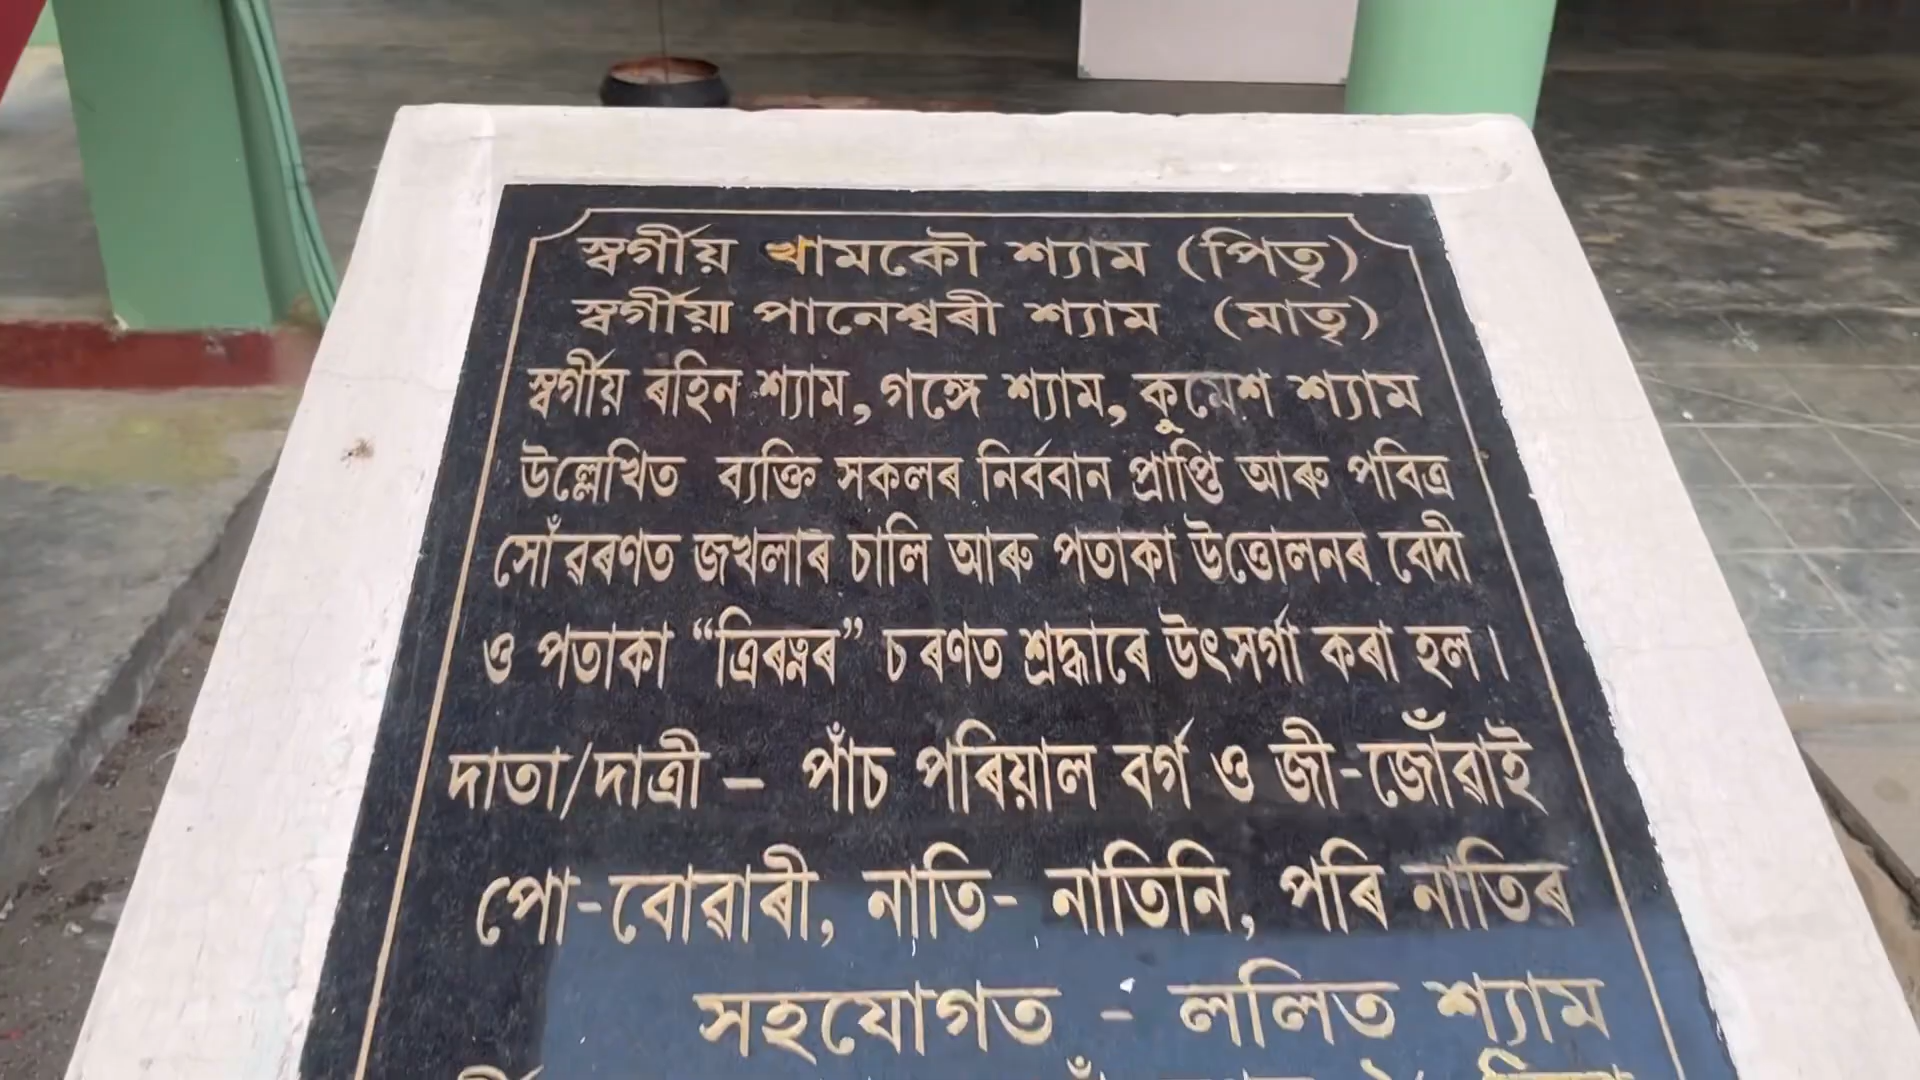 স্বৰ্গীয় খামকৌ শ্যাম (পিতৃ)
স্বৰ্গীয়া পানেশ্বৰী শ্যাম (মাতৃ)
স্বৰ্গীয় ৰহিন শ্যাম, গঙ্গে শ্যাম, কুমেশ শ্যাম
উল্লেখিত ব্যক্তি সকলৰ নিৰ্ববান প্ৰাপ্তি আৰু পবিত্ৰ
সোঁৱৰণত জখলাৰ চালি আৰু পতাকা উত্তোলনৰ বেদী
ও পতাকা “ত্ৰিৰত্নৰ” চৰণত শ্ৰদ্ধাৰে উৎসৰ্গা কৰা হল।
দাতা/দাত্ৰী – পাঁচ পৰিয়াল বৰ্গ ও জী-জোঁৱাই
পো-বোৱাৰী, নাতি- নাতিনি, পৰি নাতিৰ
সহযোগত - ললিত শ্যাম